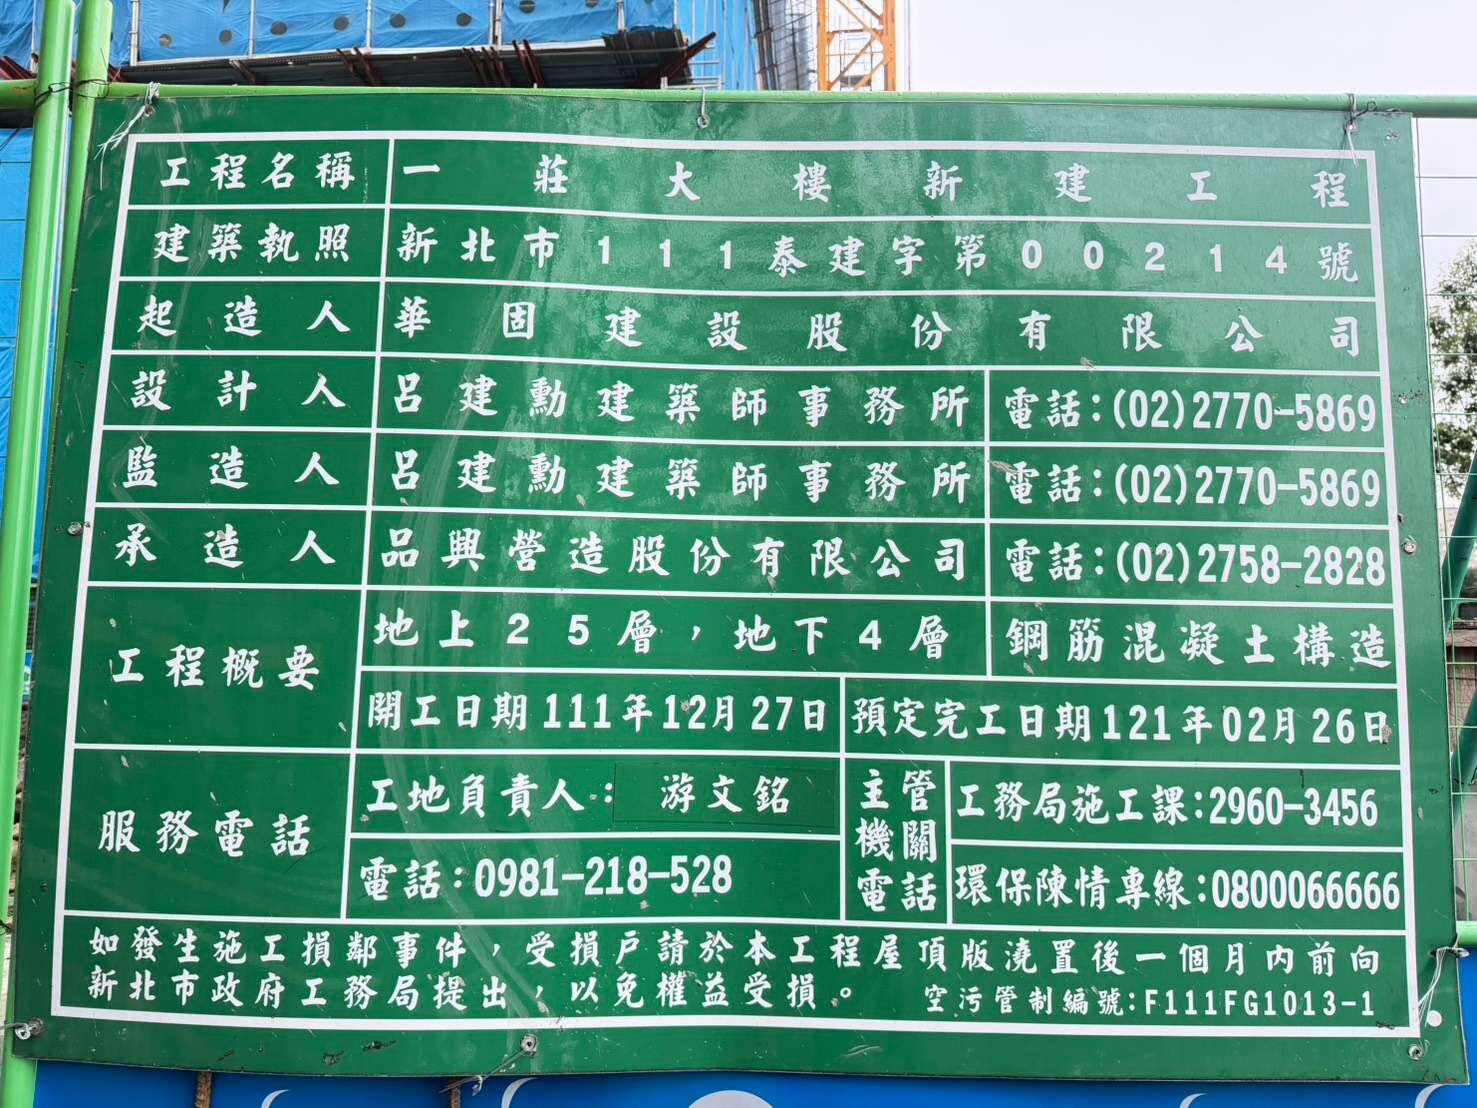 工程名稱 一莊大樓新建工程
建築執照 新北市111泰建字第00214號
起造人 華固建設股份有限公司
設計人 呂建勳建築師事務所 電話:(02)2770-5869
監造人 呂建勳建築師事務所 電話:(02)2770-5869
承造人 品興營造股份有限公司 電話:(02)2758-2828
工程概要 地上25層，地下4層 鋼筋混凝土構造
開工日期111年12月27日 預定完工日期121年02月26日
服務電話 工地負責人：游文銘
電話:0981-218-528
主管機關電話 工務局施工課:2960-3456
環保陳情專線:0800066666
如發生施工損鄰事件，受損戶請於本工程屋頂版澆置後一個月內前向
新北市政府工務局提出，以免權益受損。 空污管制編號:F111FG1013-1